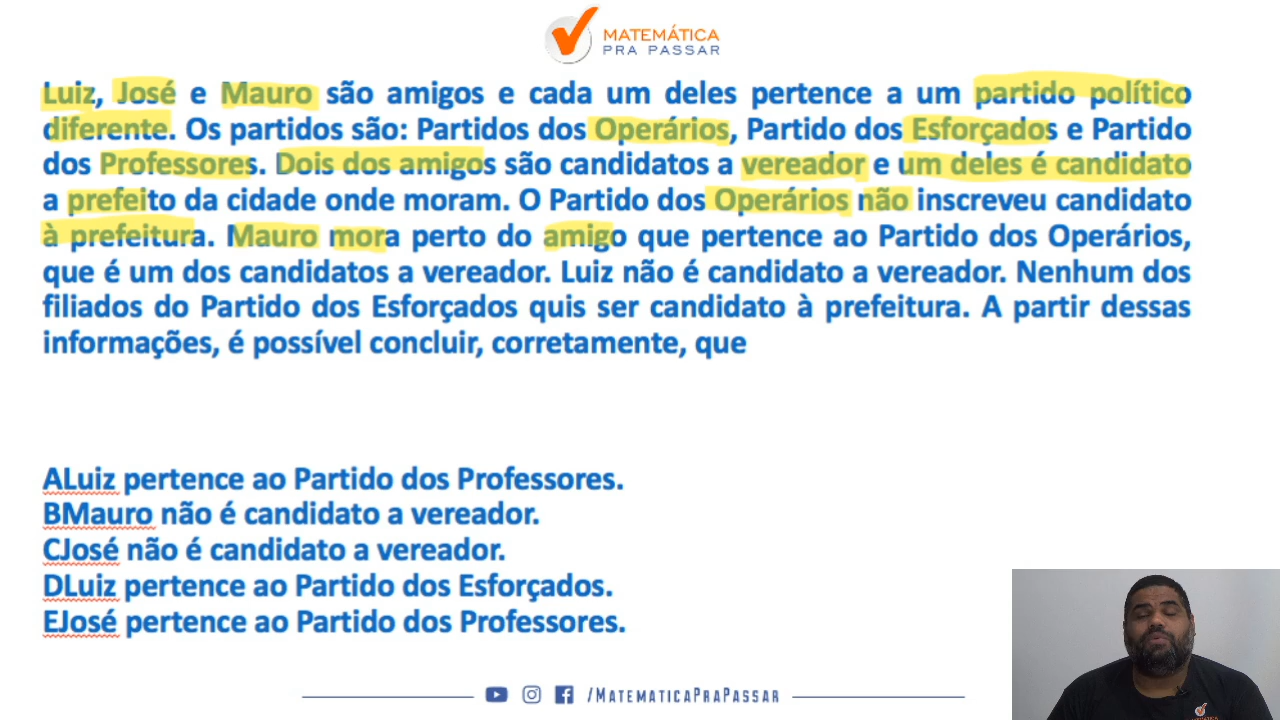 MATEMÁTICA
PRA PASSAR
Luiz, José e Mauro são amigos e cada um deles pertence a um partido político
diferente. Os partidos são: Partidos dos Operários, Partido dos Esforçados e Partido
dos Professores. Dois dos amigos são candidatos a vereador e um deles é candidato
a prefeito da cidade onde moram. O Partido dos Operários não inscreveu candidato
à prefeitura. Mauro mora perto do amigo que pertence ao Partido dos Operários,
que é um dos candidatos a vereador. Luiz não é candidato a vereador. Nenhum dos
filiados do Partido dos Esforçados quis ser candidato à prefeitura. A partir dessas
informações, é possível concluir, corretamente, que
ALuiz pertence ao Partido dos Professores.
BMauro não é candidato a vereador.
CJosé não é candidato a vereador.
DLuiz pertence ao Partido dos Esforçados.
EJosé pertence ao Partido dos Professores.
/MATEMATICAPRAPASSAR